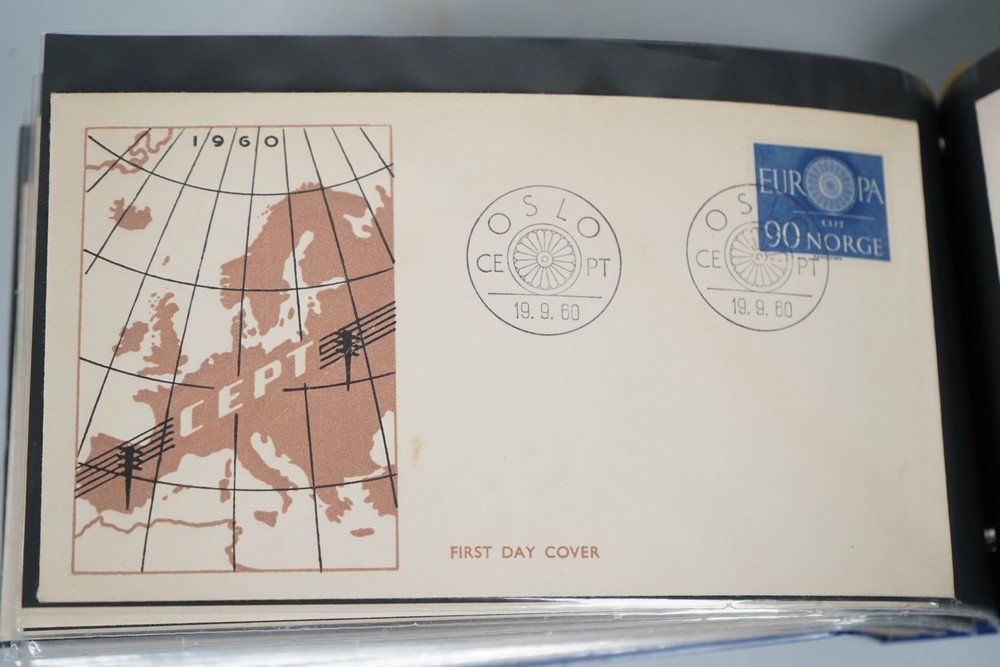 1960
CEPT
OSLO
CE PT
19. 9. 60
OSLO
CE PT
19. 9. 60
EUROPA
CEPT
90 NORGE
FIRST DAY COVER